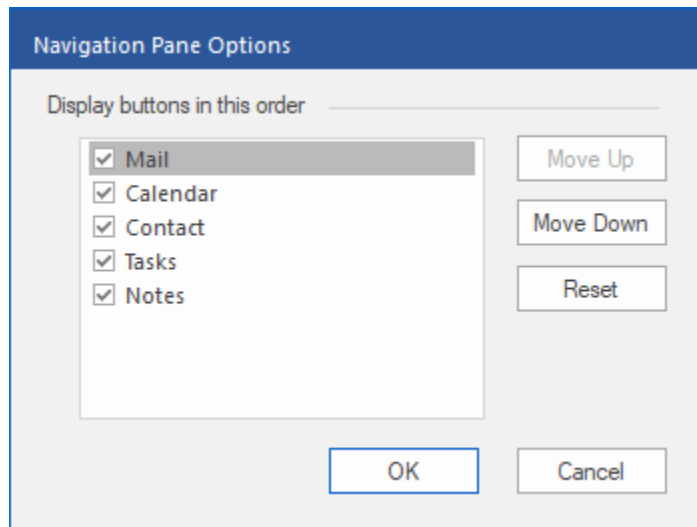 Navigation Pane Options
Display buttons in this order
Mail
Calendar
Contact
Tasks
Notes
Move Up
Move Down
Reset
OK
Cancel